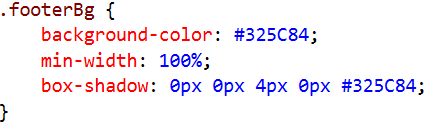 .footerBg {
    background-color: #325C84;
    min-width: 100%;
    box-shadow: 0px 0px 4px 0px #325C84;
}